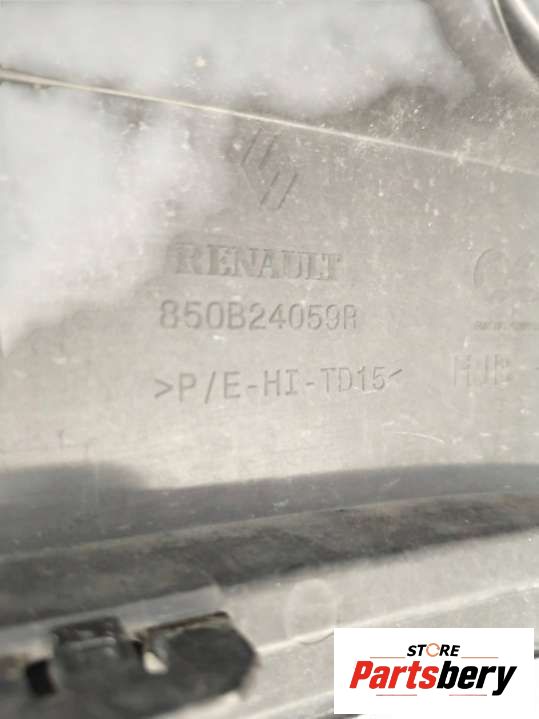 RENAULT
850B24059R
>P/E-HI-TD15<
STORE
Partsbery